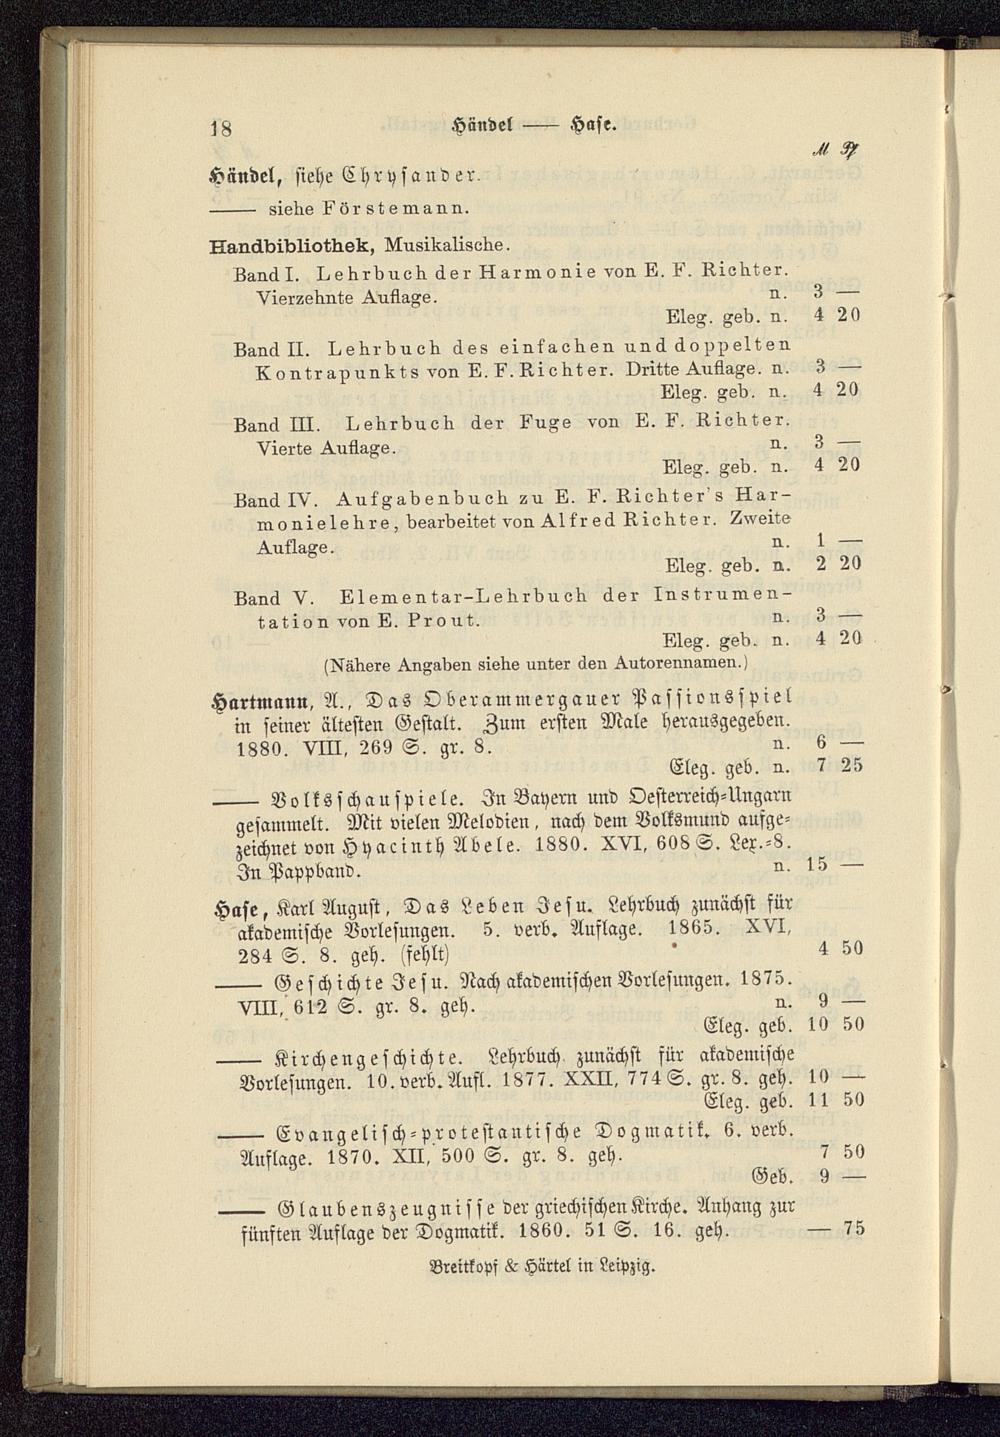 18 Händel —— Hase.
ℳ ₰
Händel, siehe Chrysander.
—— siehe Förstemann.
Handbibliothek, Musikalische.
Band I. Lehrbuch der Harmonie von E. F. Richter.
Vierzehnte Auflage. n. 3 —
Eleg. geb. n. 4 20
Band II. Lehrbuch des einfachen und doppelten
Kontrapunkts von E. F. Richter. Dritte Auflage. n. 3 —
Eleg. geb. n. 4 20
Band III. Lehrbuch der Fuge von E. F. Richter.
Vierte Auflage. n. 3 —
Eleg. geb. n. 4 20
Band IV. Aufgabenbuch zu E. F. Richter's Har-
monielehre, bearbeitet von Alfred Richter. Zweite
Auflage. n. 1 —
Eleg. geb. n. 2 20
Band V. Elementar-Lehrbuch der Instrumen-
tation von E. Prout. n. 3 —
Eleg. geb. n. 4 20
(Nähere Angaben siehe unter den Autorennamen.)
Hartmann, A., Das Oberammergauer Passionsspiel
in seiner ältesten Gestalt. Zum ersten Male herausgegeben.
1880. VIII, 269 S. gr. 8. n. 6 —
Eleg. geb. n. 7 25
—— Volksschauspiele. In Bayern und Oesterreich-Ungarn
gesammelt. Mit vielen Melodien, nach dem Volksmund aufge-
zeichnet von Hyacinth Abele. 1880. XVI, 608 S. Lex.-8.
In Pappband. n. 15 —
Hase, Karl August, Das Leben Jesu. Lehrbuch zunächst für
akademische Vorlesungen. 5. verb. Auflage. 1865. XVI,
284 S. 8. geh. (fehlt) 4 50
—— Geschichte Jesu. Nach akademischen Vorlesungen. 1875.
VIII, 612 S. gr. 8. geh. n. 9 —
Eleg. geb. 10 50
—— Kirchengeschichte. Lehrbuch zunächst für akademische
Vorlesungen. 10. verb. Aufl. 1877. XXII, 774 S. gr. 8. geh. 10 —
Eleg. geb. 11 50
—— Evangelisch-protestantische Dogmatik. 6. verb.
Auflage. 1870. XII, 500 S. gr. 8. geh. 7 50
Geb. 9 —
—— Glaubenszeugnisse der griechischen Kirche. Anhang zur
fünften Auflage der Dogmatik. 1860. 51 S. 16. geh. — 75
Breitkopf & Härtel in Leipzig.